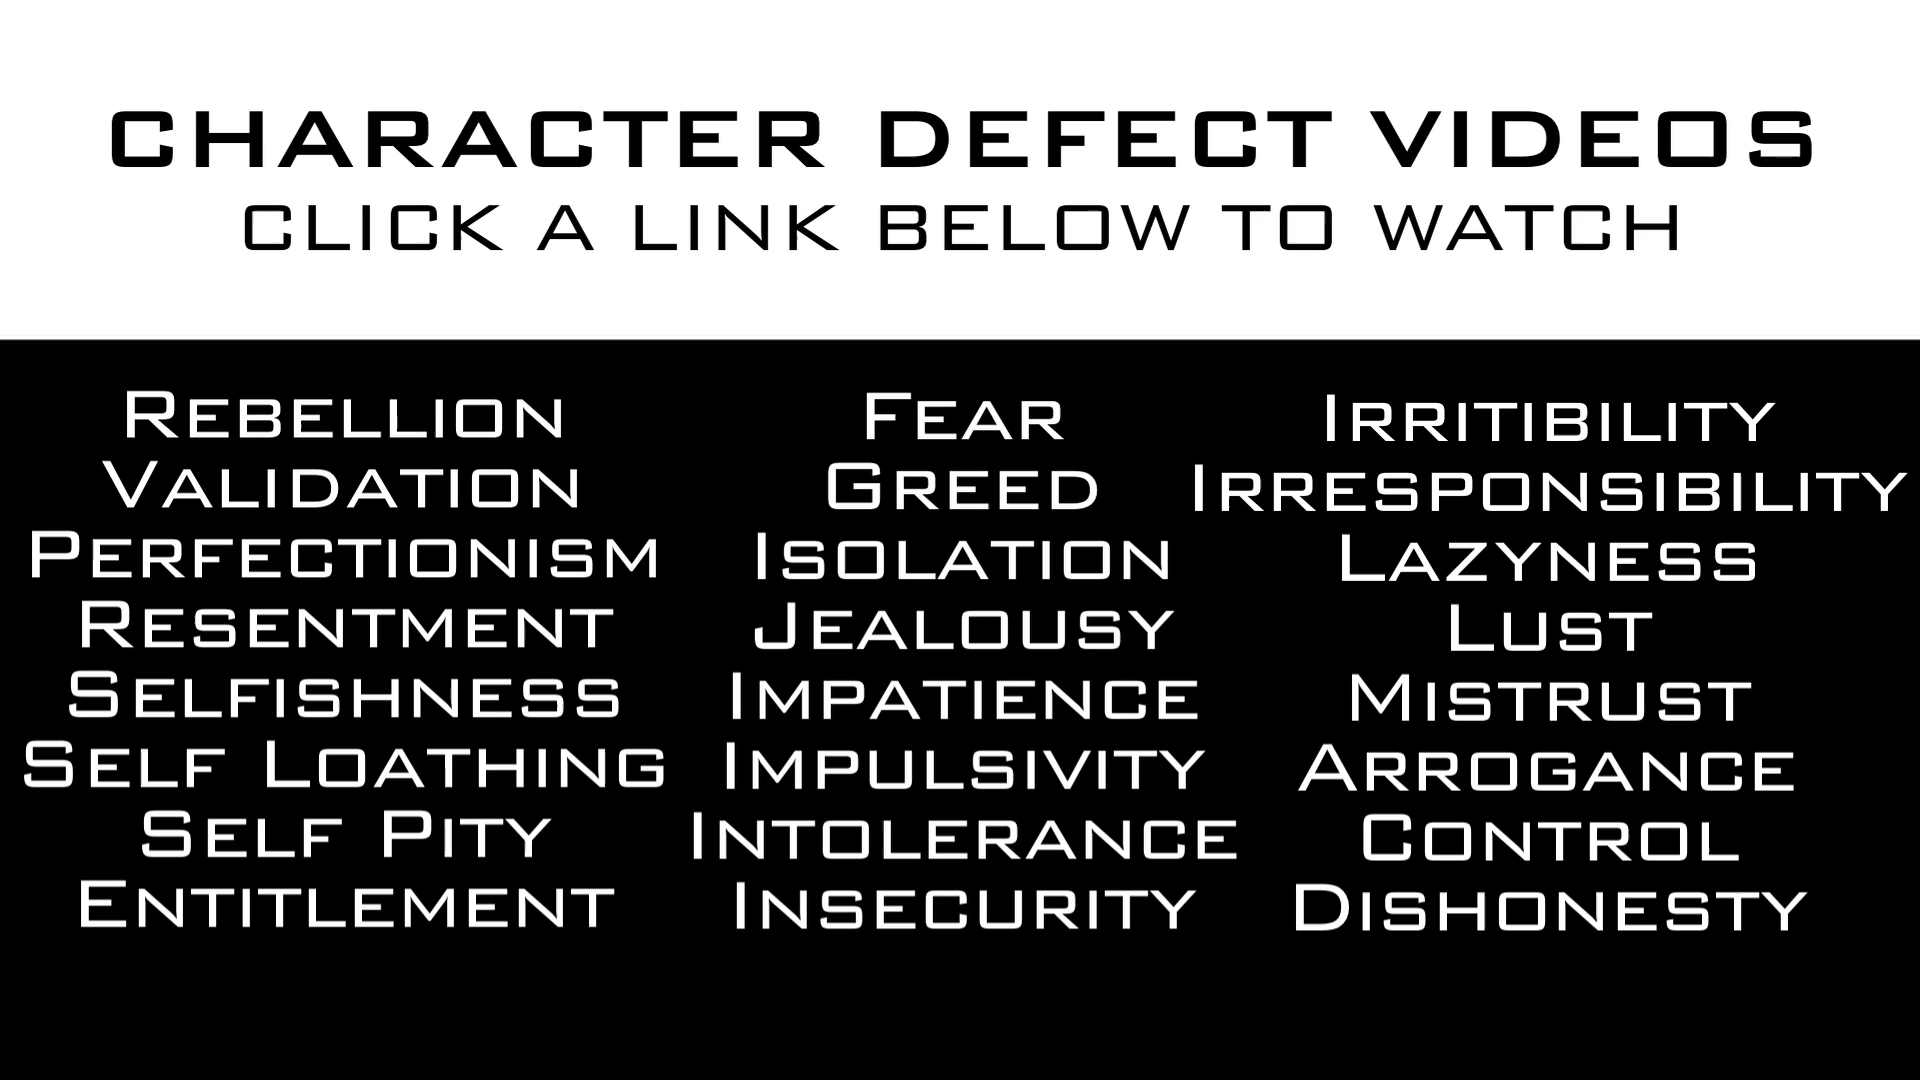 CHARACTER DEFECT VIDEOS
CLICK A LINK BELOW TO WATCH
REBELLION
VALIDATION
PERFECTIONISM
RESENTMENT
SELFISHNESS
SELF LOATHING
SELF PITY
ENTITLEMENT
FEAR
GREED
ISOLATION
JEALOUSY
IMPATIENCE
IMPULSIVITY
INTOLERANCE
INSECURITY
IRRITIBILITY
IRRESPONSIBILITY
LAZYNESS
LUST
MISTRUST
ARROGANCE
CONTROL
DISHONESTY